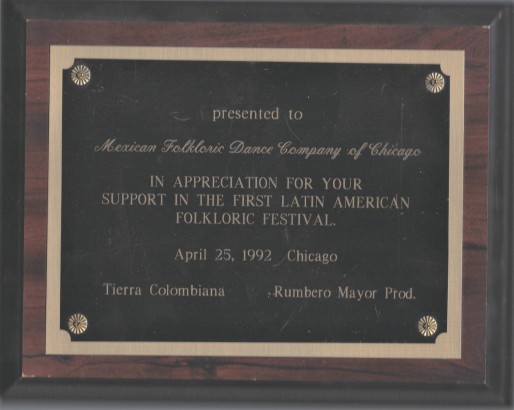 presented to
Mexican Folkloric Dance Company of Chicago
IN APPRECIATION FOR YOUR
SUPPORT IN THE FIRST LATIN AMERICAN
FOLKLORIC FESTIVAL.
April 25, 1992 Chicago
Tierra Colombiana Rumbero Mayor Prod.